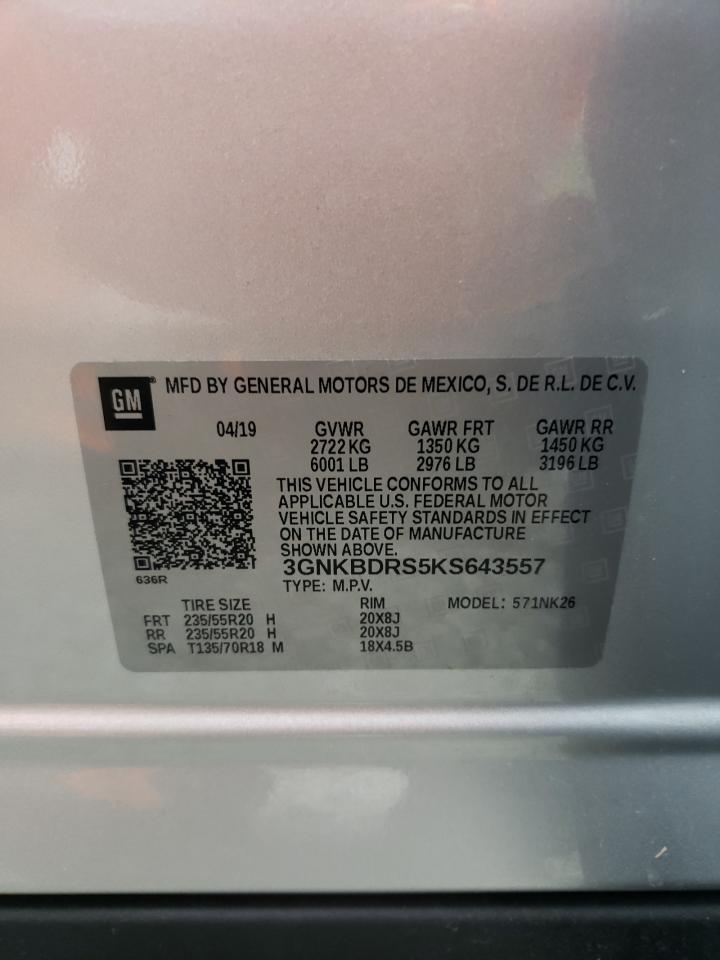 GM® MFD BY GENERAL MOTORS DE MEXICO, S. DE R.L. DE C.V.
04/19 GVWR GAWR FRT GAWR RR
2722 KG 1350 KG 1450 KG
6001 LB 2976 LB 3196 LB
THIS VEHICLE CONFORMS TO ALL
APPLICABLE U.S. FEDERAL MOTOR
VEHICLE SAFETY STANDARDS IN EFFECT
ON THE DATE OF MANUFACTURE
SHOWN ABOVE.
3GNKBDRS5KS643557
636R TYPE: M.P.V.
TIRE SIZE RIM MODEL: 571NK26
FRT 235/55R20 H 20X8J
RR 235/55R20 H 20X8J
SPA T135/70R18 M 18X4.5B